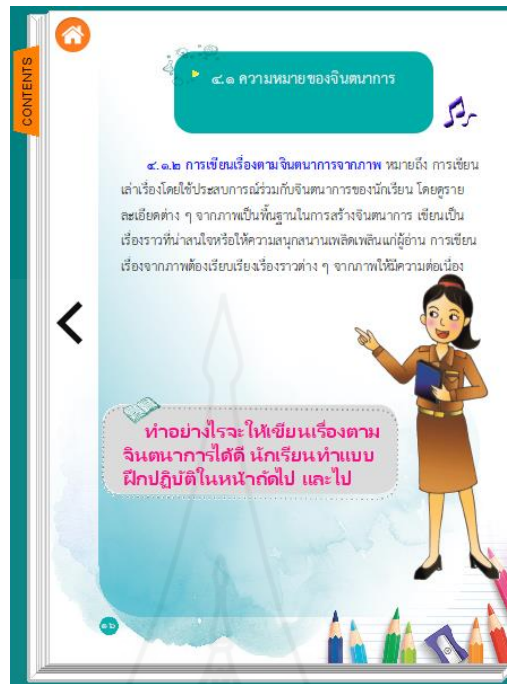 CONTENTS
๔.๑ ความหมายของจินตนาการ
๔.๑.๒ การเขียนเรื่องตามจินตนาการจากภาพ หมายถึง การเขียน
เล่าเรื่องโดยใช้ประสบการณ์ร่วมกับจินตนาการของนักเรียน โดยดูราย
ละเอียดต่าง ๆ จากภาพเป็นพื้นฐานในการสร้างจินตนาการ เขียนเป็น
เรื่องราวที่น่าสนใจหรือให้ความสนุกสนานเพลิดเพลินแก่ผู้อ่าน การเขียน
เรื่องจากภาพต้องเรียบเรียงเรื่องราวต่าง ๆ จากภาพให้มีความต่อเนื่อง
ทำอย่างไรจะให้เขียนเรื่องตาม
จินตนาการได้ดี นักเรียนทำแบบ
ฝึกปฏิบัติในหน้าถัดไป และไป
๑๖